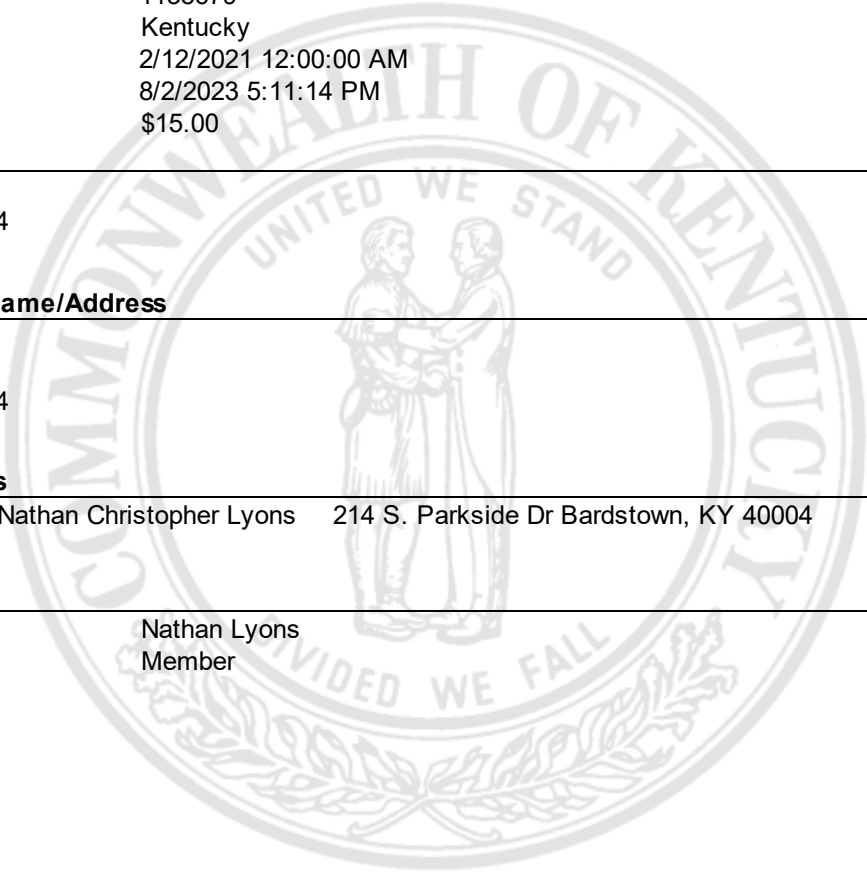 Kentucky
2/12/2021 12:00:00 AM
8/2/2023 5:11:14 PM
$15.00
4
ame/Address
4
s
Nathan Christopher Lyons 214 S. Parkside Dr Bardstown, KY 40004
Nathan Lyons
Member
COMMONWEALTH OF KENTUCKY
UNITED WE STAND
DIVIDED WE FALL